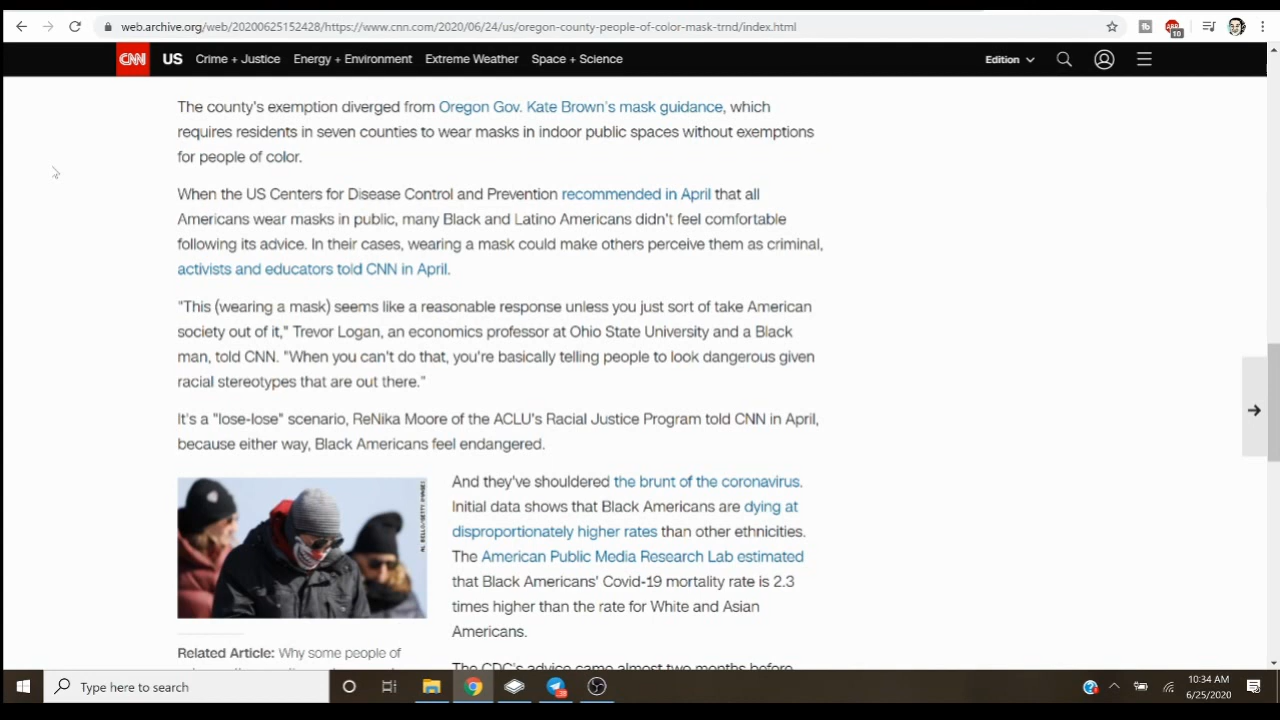 web.archive.org/web/20200625152428/https://www.cnn.com/2020/06/24/us/oregon-county-people-of-color-mask-trnd/index.html
10
CNN US Crime + Justice Energy + Environment Extreme Weather Space + Science Edition
The county's exemption diverged from Oregon Gov. Kate Brown's mask guidance, which
requires residents in seven counties to wear masks in indoor public spaces without exemptions
for people of color.
When the US Centers for Disease Control and Prevention recommended in April that all
Americans wear masks in public, many Black and Latino Americans didn't feel comfortable
following its advice. In their cases, wearing a mask could make others perceive them as criminal,
activists and educators told CNN in April.
"This (wearing a mask) seems like a reasonable response unless you just sort of take American
society out of it," Trevor Logan, an economics professor at Ohio State University and a Black
man, told CNN. "When you can't do that, you're basically telling people to look dangerous given
racial stereotypes that are out there."
It's a "lose-lose" scenario, ReNika Moore of the ACLU's Racial Justice Program told CNN in April,
because either way, Black Americans feel endangered.
AL BELLO/GETTY IMAGES
And they've shouldered the brunt of the coronavirus.
Initial data shows that Black Americans are dying at
disproportionately higher rates than other ethnicities.
The American Public Media Research Lab estimated
that Black Americans' Covid-19 mortality rate is 2.3
times higher than the rate for White and Asian
Americans.
Related Article: Why some people of
The CDC's advice came almost two months before
Type here to search
10:34 AM
6/25/2020